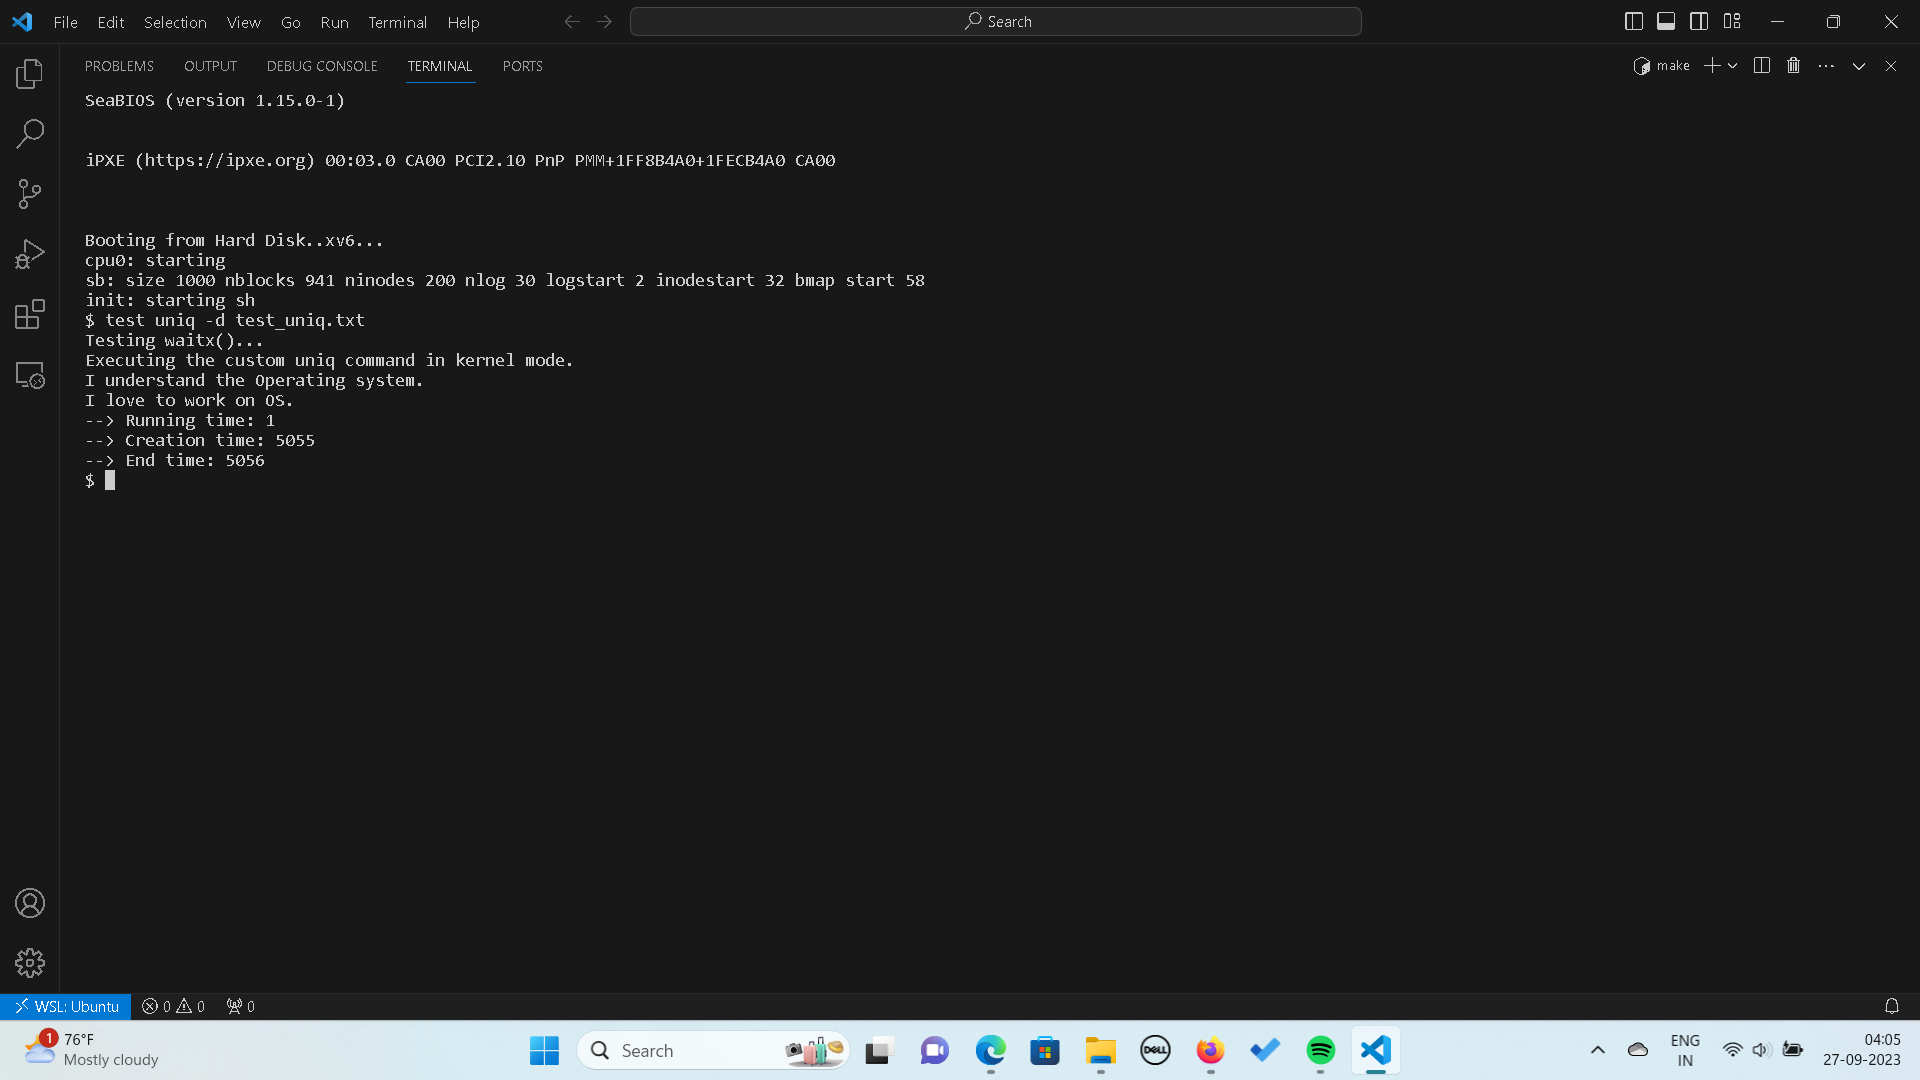 File Edit Selection View Go Run Terminal Help
Search
PROBLEMS OUTPUT DEBUG CONSOLE TERMINAL PORTS
make
SeaBIOS (version 1.15.0-1)
iPXE (https://ipxe.org) 00:03.0 CA00 PCI2.10 PnP PMM+1FF8B4A0+1FECB4A0 CA00
Booting from Hard Disk..xv6...
cpu0: starting
sb: size 1000 nblocks 941 ninodes 200 nlog 30 logstart 2 inodestart 32 bmap start 58
init: starting sh
$ test uniq -d test_uniq.txt
Testing waitx()...
Executing the custom uniq command in kernel mode.
I understand the Operating system.
I love to work on OS.
--> Running time: 1
--> Creation time: 5055
--> End time: 5056
$
WSL: Ubuntu 0 0 0
1
76°F
Mostly cloudy
Search
DELL
ENG
IN
04:05
27-09-2023